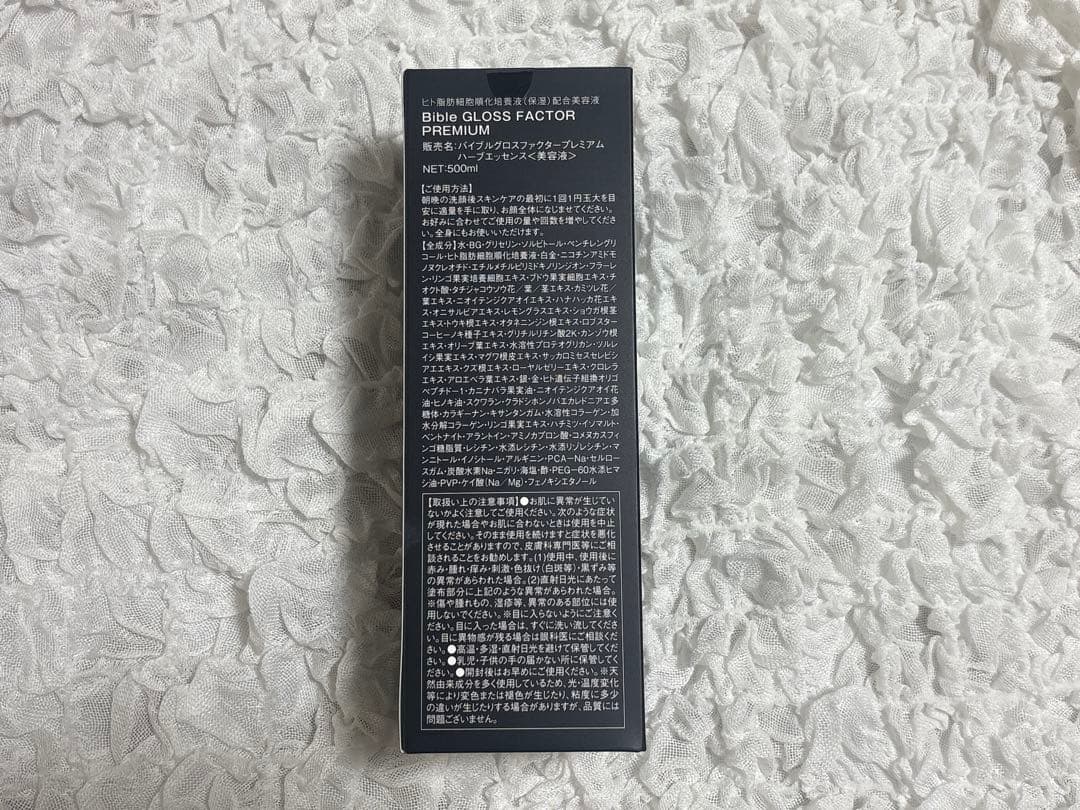 ヒト脂肪細胞順化培養液(保湿)配合美容液
Bible GLOSS FACTOR
PREMIUM
販売名:バイブルグロスファクタープレミアム
ハーブエッセンス<美容液>
NET:500ml
【ご使用方法】
朝晩の洗顔後スキンケアの最初に1回1円玉大を目
安に適量を手に取り、お顔全体になじませてください。
お好みに合わせてご使用の量や回数を増やしてくださ
い。全身にもお使いいただけます。
【全成分】水・BG・グリセリン・ソルビトール・ペンチレングリ
コール・ヒト脂肪細胞順化培養液・白金・ニコチンアミドモ
ノヌクレオチド・エチルメチルピリミドキノリンジオン・フラーレ
ン・リンゴ果実培養細胞エキス・ブドウ果実細胞エキス・チ
オクト酸・タチジャコウソウ花/葉/茎エキス・カミツレ花/
葉エキス・ニオイテンジクアオイエキス・ハナハッカ花エキ
ス・オニサルビアエキス・レモングラスエキス・ショウガ根茎
エキス・トウキ根エキス・オタネニンジン根エキス・ロブスター
コーヒーノキ種子エキス・グリチルリチン酸2K・カンゾウ根
エキス・オリーブ葉エキス・水溶性プロテオグリカン・ツルレ
イシ果実エキス・マグワ根皮エキス・サッカロミセスセレビシ
アエエキス・クズ根エキス・ローヤルゼリーエキス・クロレラ
エキス・アロエベラ葉エキス・銀・金・ヒト遺伝子組換オリゴ
ペプチド-1・カニナバラ果実油・ニオイテンジクアオイ花
油・ヒノキ油・スクワラン・クラドシホンノバエカレドニアエ多
糖体・カラギーナン・キサンタンガム・水溶性コラーゲン・加
水分解コラーゲン・リンゴ果実エキス・ハチミツ・イソマルト・
ベントナイト・アラントイン・アミノカプロン酸・コメヌカスフィ
ンゴ糖脂質・レシチン・水添レシチン・水添リゾレシチン・マ
ンニトール・イノシトール・アルギニン・PCA-Na・セルロー
スガム・炭酸水素Na・ニガリ・海塩・酢・PEG-60水添ヒマ
シ油・PVP・ケイ酸(Na/Mg)・フェノキシエタノール
【取扱い上の注意事項】●お肌に異常が生じてい
ないかよく注意してご使用ください。次のような症状
が現れた場合やお肌に合わないときは使用を中止
してください。そのまま使用を続けますと症状を悪化
させることがありますので、皮膚科専門医等にご相
談されることをお勧めします。(1)使用中、使用後に
赤み・腫れ・痒み・刺激・色抜け(白斑等)・黒ずみ等
の異常があらわれた場合。(2)直射日光にあたって
塗布部分に上記のような異常があらわれた場合。
※傷や腫れもの、湿疹等、異常のある部位には使
用しないでください。※目に入らないようにご注意く
ださい。目に入った場合は、すぐに洗い流してくださ
い。目に異物感が残る場合は眼科医にご相談くだ
さい。●高温・多湿・直射日光を避けて保管してく
ださい。●乳児・子供の手の届かない所に保管してく
ださい。●開封後はお早めにご使用ください。※天
然由来成分を多く使用しているため、光・温度変化
等により変色または褪色が生じたり、粘度に多少
の違いが生じたりする場合がありますが、品質には
問題ございません。